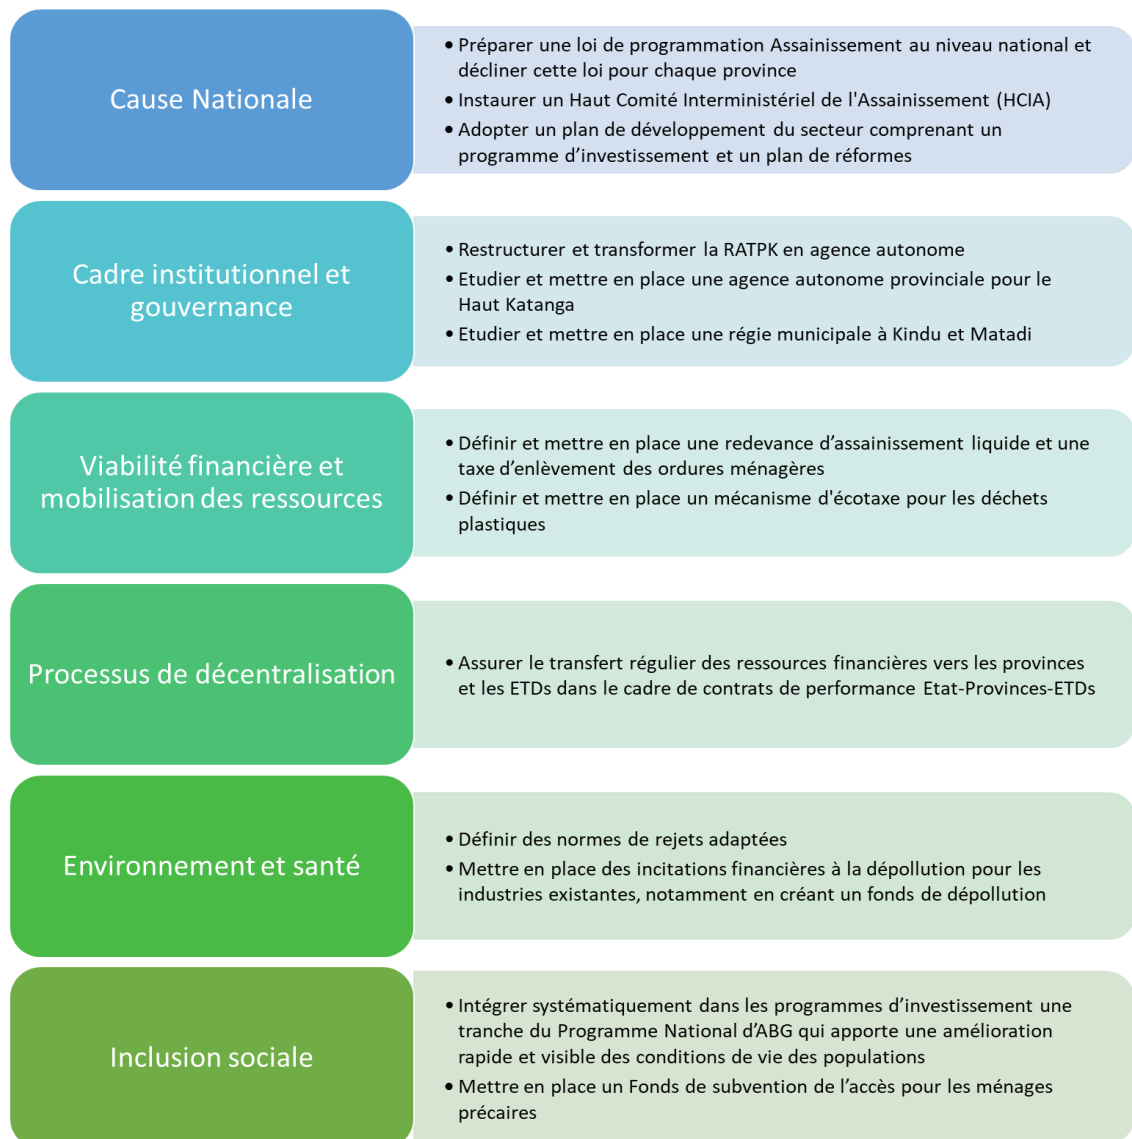 Cause Nationale
• Préparer une loi de programmation Assainissement au niveau national et
décliner cette loi pour chaque province
• Instaurer un Haut Comité Interministériel de l'Assainissement (HCIA)
• Adopter un plan de développement du secteur comprenant un
programme d’investissement et un plan de réformes
Cadre institutionnel et
gouvernance
• Restructurer et transformer la RATPK en agence autonome
• Etudier et mettre en place une agence autonome provinciale pour le
Haut Katanga
• Etudier et mettre en place une régie municipale à Kindu et Matadi
Viabilité financière et
mobilisation des ressources
• Définir et mettre en place une redevance d’assainissement liquide et une
taxe d’enlèvement des ordures ménagères
• Définir et mettre en place un mécanisme d'écotaxe pour les déchets
plastiques
Processus de décentralisation
• Assurer le transfert régulier des ressources financières vers les provinces
et les ETDs dans le cadre de contrats de performance Etat-Provinces-ETDs
Environnement et santé
• Définir des normes de rejets adaptées
• Mettre en place des incitations financières à la dépollution pour les
industries existantes, notamment en créant un fonds de dépollution
Inclusion sociale
• Intégrer systématiquement dans les programmes d’investissement une
tranche du Programme National d’ABG qui apporte une amélioration
rapide et visible des conditions de vie des populations
• Mettre en place un Fonds de subvention de l’accès pour les ménages
précaires